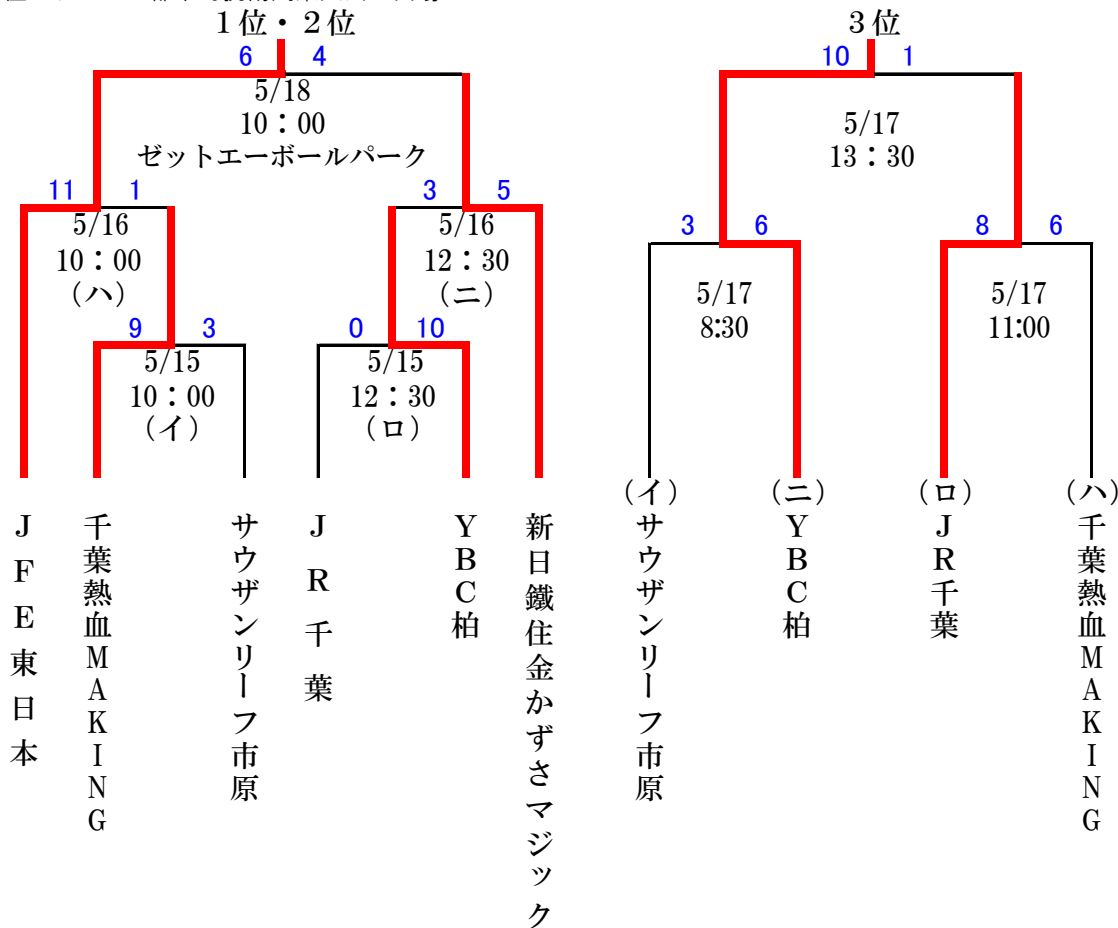 1位・2位
3位
6 4
10 1
5/18
10：00
ゼットエーボールパーク
5/17
13：30
11 1
3 5
5/16
10：00
(ハ)
5/16
12：30
(ニ)
3 6
8 6
5/17
8:30
5/17
11:00
9 3
0 10
5/15
10：00
(イ)
5/15
12：30
(ロ)
JFE東日本
千葉熱血MAKING
サウザンリーフ市原
JR千葉
YBC柏
新日鐵住金かずさマジック
(イ)
サウザンリーフ市原
(ニ)
YBC柏
(ロ)
JR千葉
(ハ)
千葉熱血MAKING